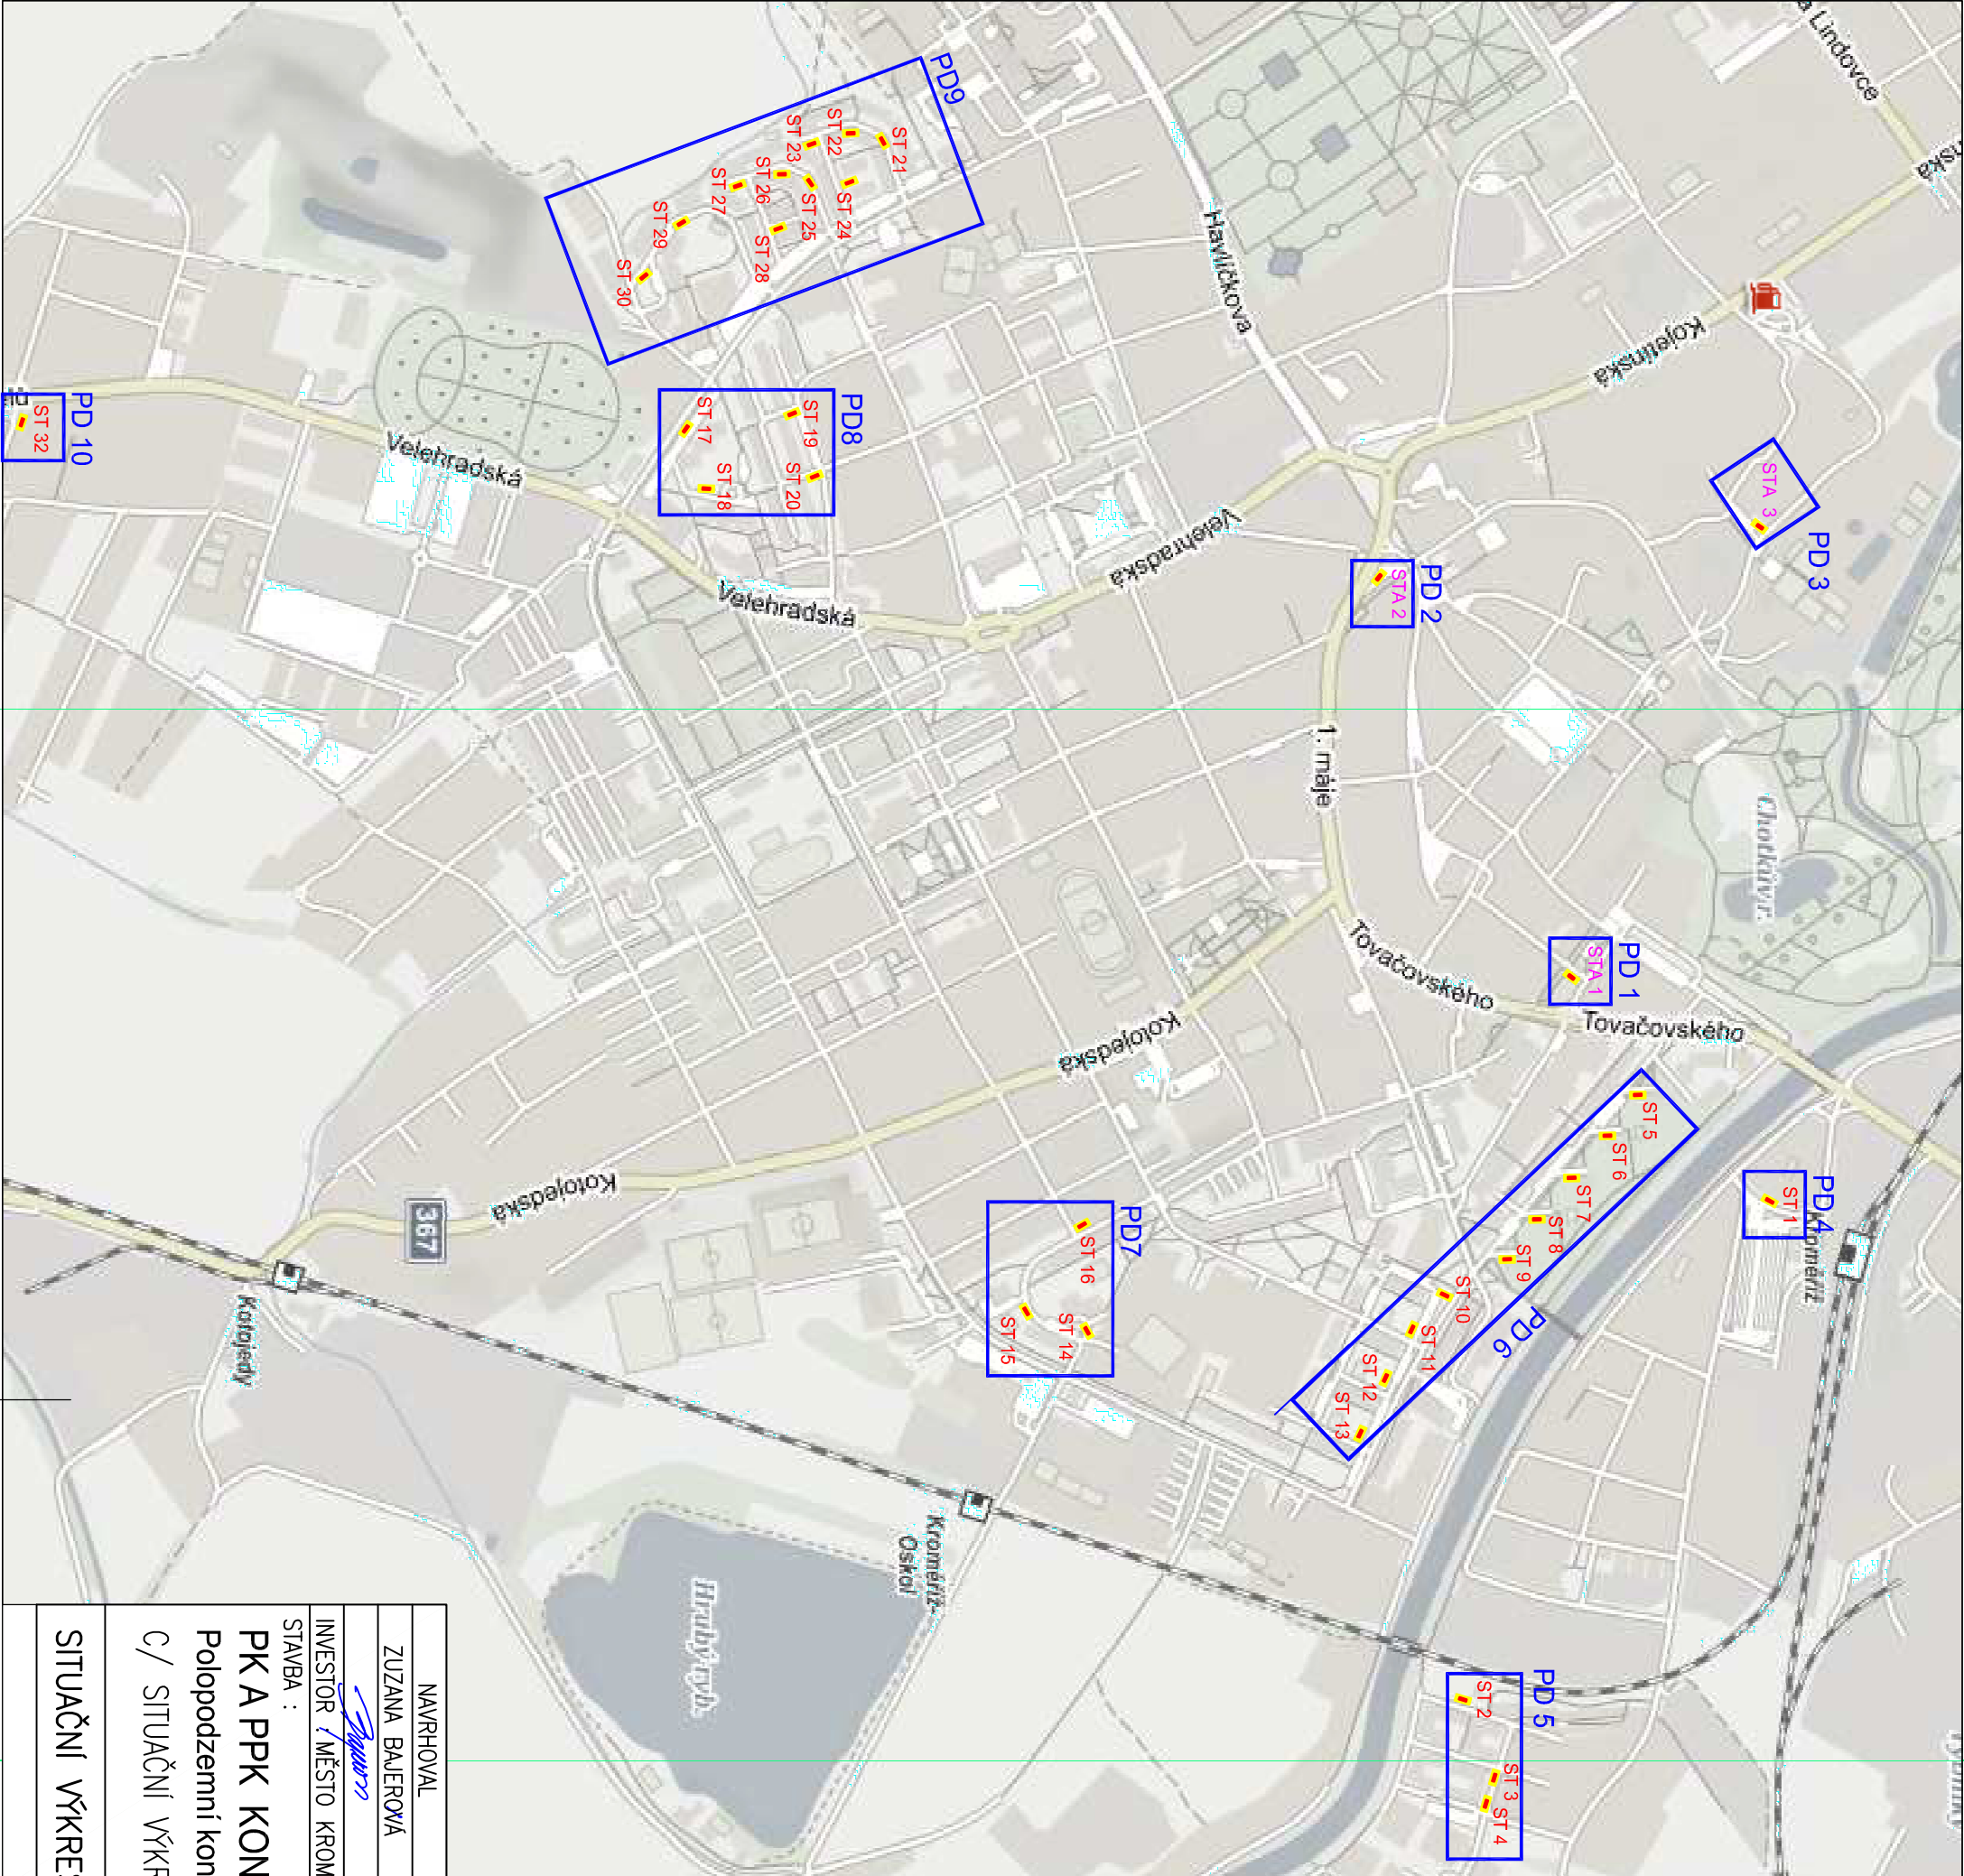 Lindovce
Kojetínská
PD 3
STA 3
PD 2
STA 2
Havlíčkova
PD9
ST 21
ST 22
ST 23
ST 24
ST 25
ST 26
ST 27
ST 28
ST 29
ST 30
PD8
ST 19
ST 20
ST 17
ST 18
PD 10
ST 32
Velehradská
Velehradská
Velehradská
1. máje
Chotkův r.
PD 1
STA 1
Tovačovského
Tovačovského
PD 4
ST 1
Kroměříž
PD 6
ST 5
ST 6
ST 7
ST 8
ST 9
ST 10
ST 11
ST 12
ST 13
Kotojedská
Kotojedská
367
PD7
ST 16
ST 14
ST 15
Kotojedy
Kroměříž-
Oskol
Hrubý ryb.
PD 5
ST 2
ST 3
ST 4
NAVRHOVAL
ZUZANA BAJEROVÁ
INVESTOR : MĚSTO KROM
STAVBA :
PK A PPK KON
Polopodzemní kon
C/ SITUAČNÍ VÝKR
SITUAČNÍ VÝKRES